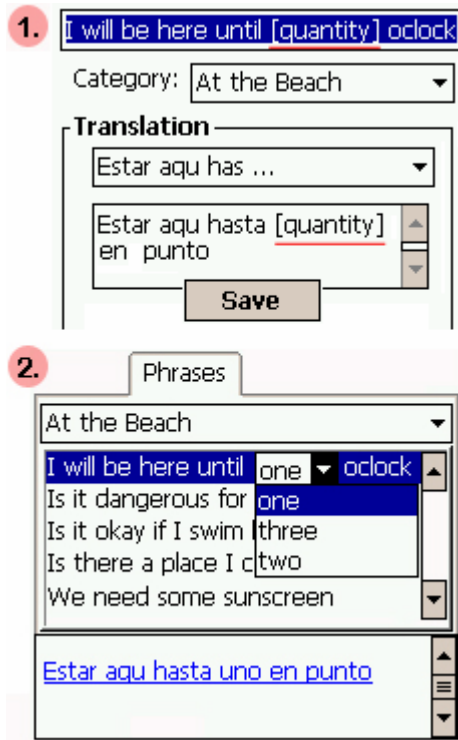 1.
I will be here until [quantity] oclock
Category: At the Beach
Translation
Estar aqu has ...
Estar aqu hasta [quantity]
en punto
Save
2.
Phrases
At the Beach
I will be here until one oclock
Is it dangerous for one
Is it okay if I swim three
Is there a place I c two
We need some sunscreen
Estar aqu hasta uno en punto